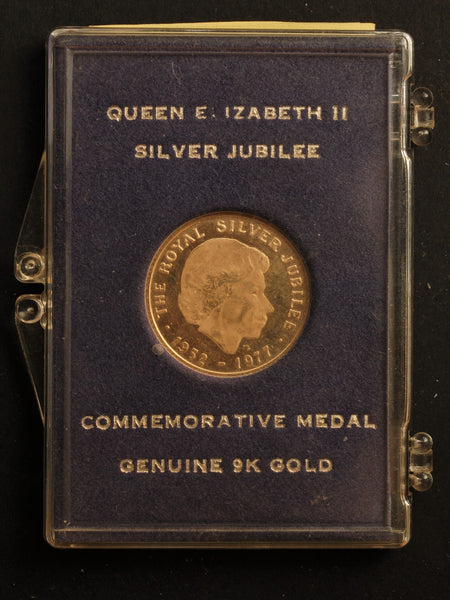 QUEEN E. IZABETH II
SILVER JUBILEE
· THE ROYAL SILVER JUBILEE ·
1952 - 1977
COMMEMORATIVE MEDAL
GENUINE 9K GOLD